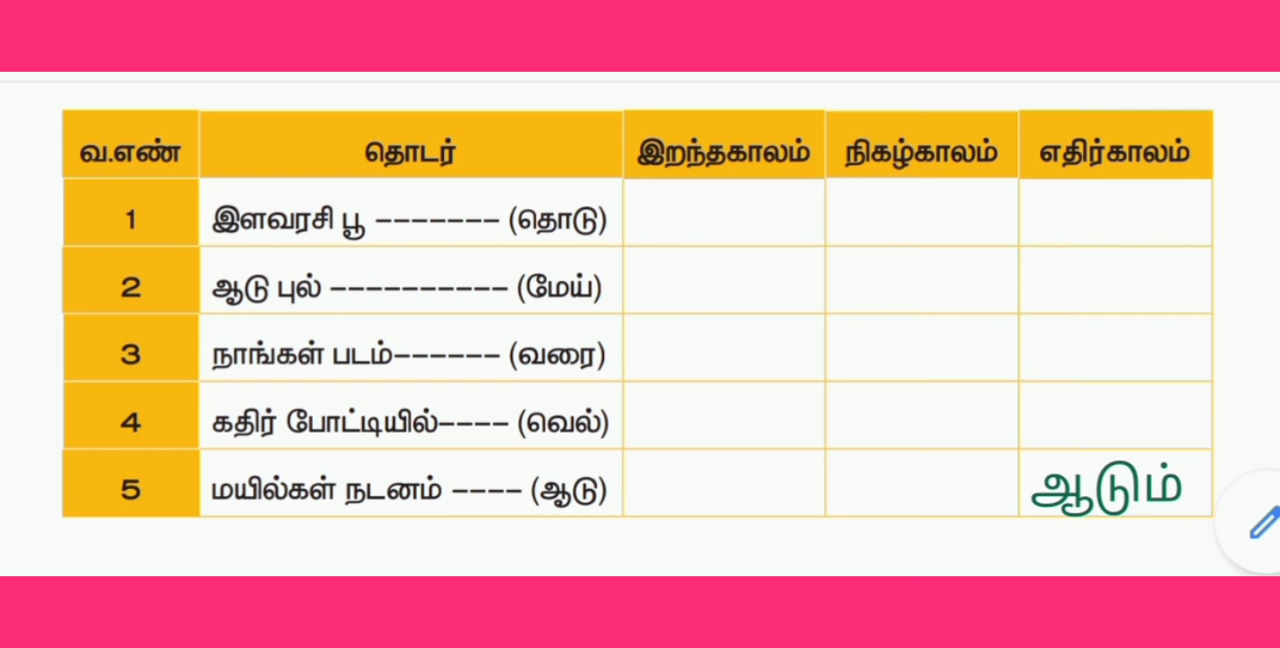 வ.எண் தொடர் இறந்தகாலம் நிகழ்காலம் எதிர்காலம்
1 இளவரசி பூ ------- (தொடு)
2 ஆடு புல் ---------- (மேய்)
3 நாங்கள் படம்------ (வரை)
4 கதிர் போட்டியில்---- (வெல்)
5 மயில்கள் நடனம் ---- (ஆடு) ஆடும்